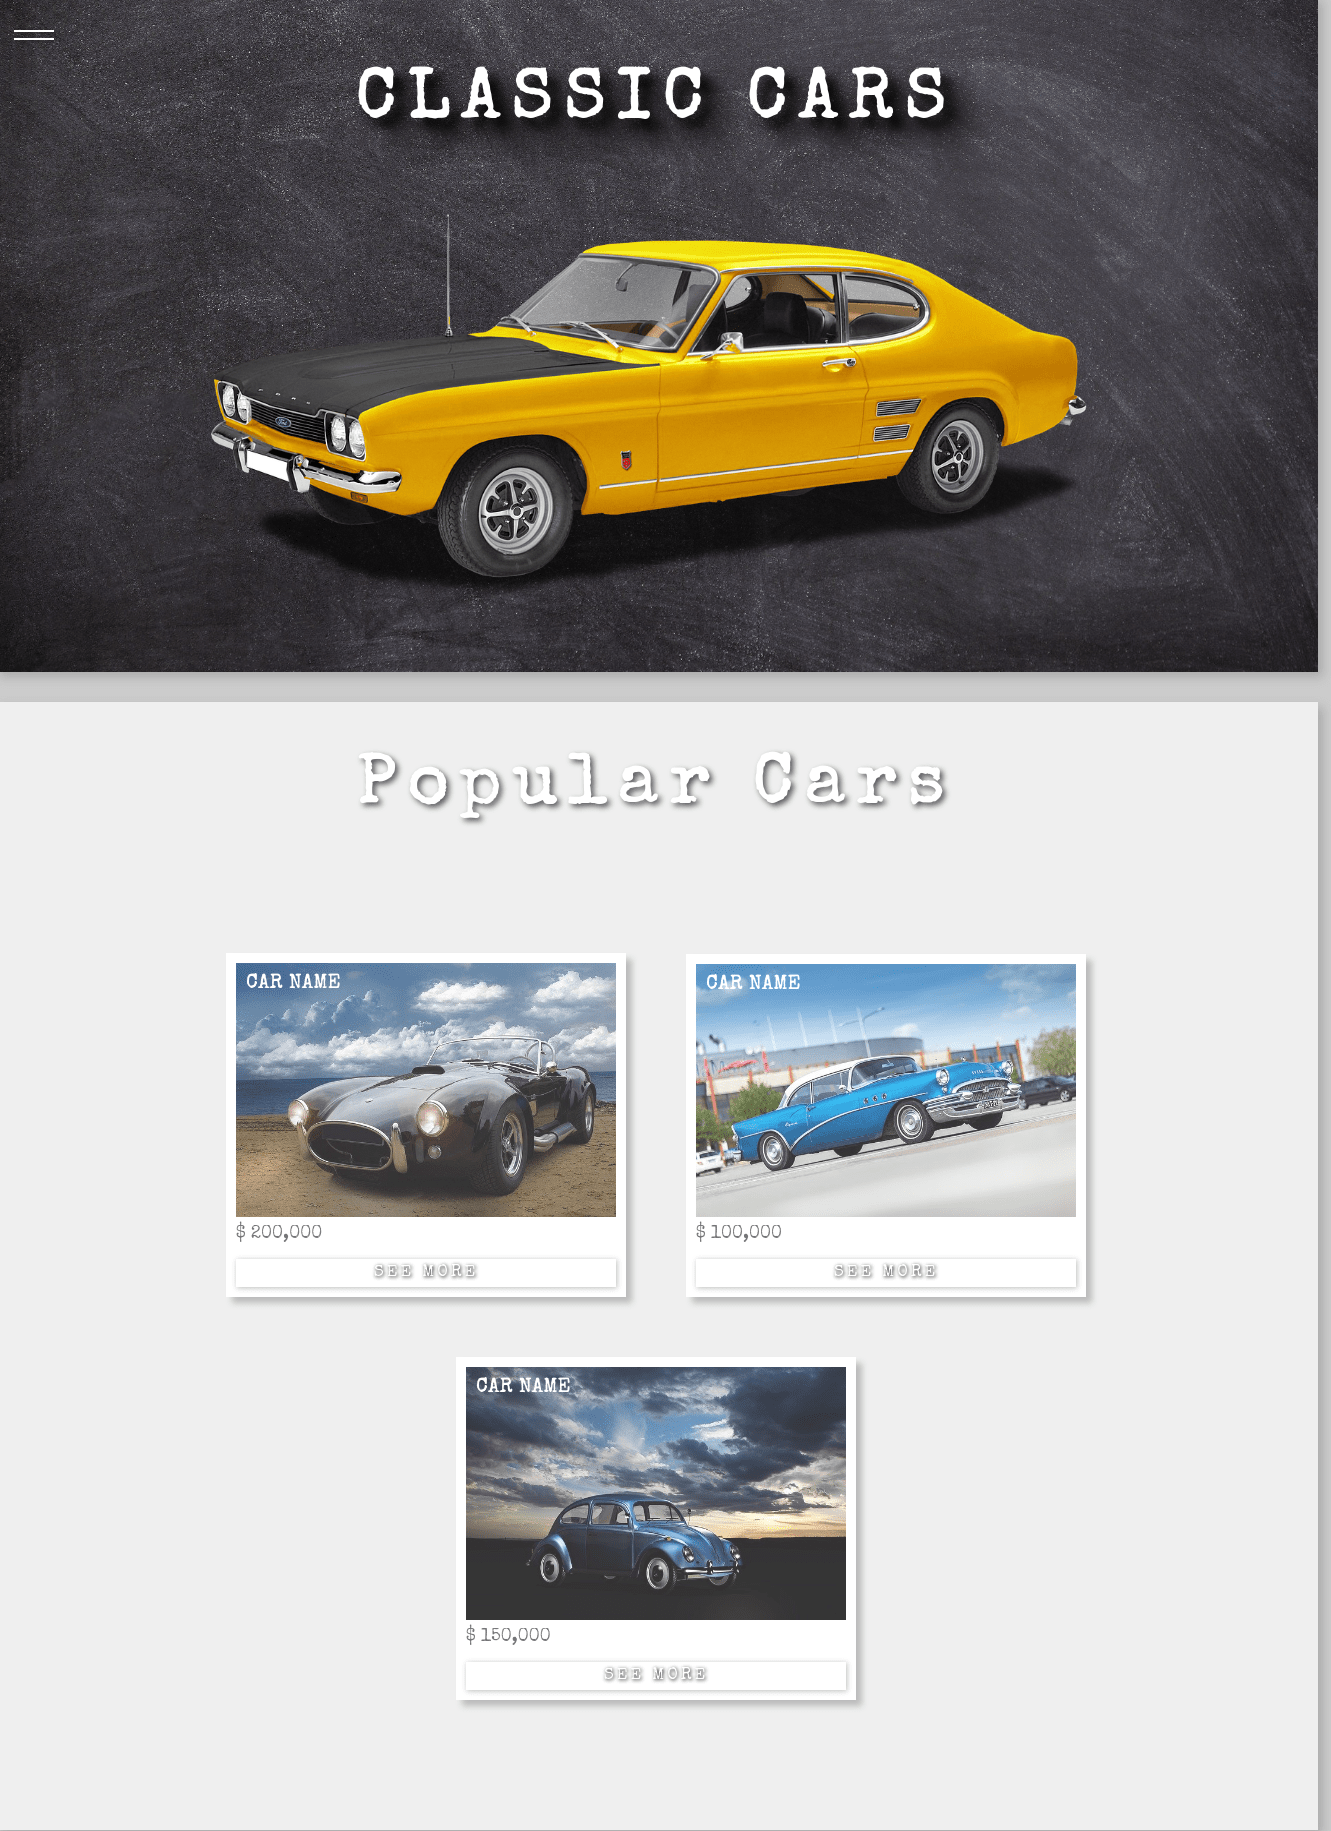 CLASSIC CARS
Ford
Popular Cars
CAR NAME
CAR NAME
$ 200,000
$ 100,000
SEE MORE
SEE MORE
CAR NAME
$ 150,000
SEE MORE